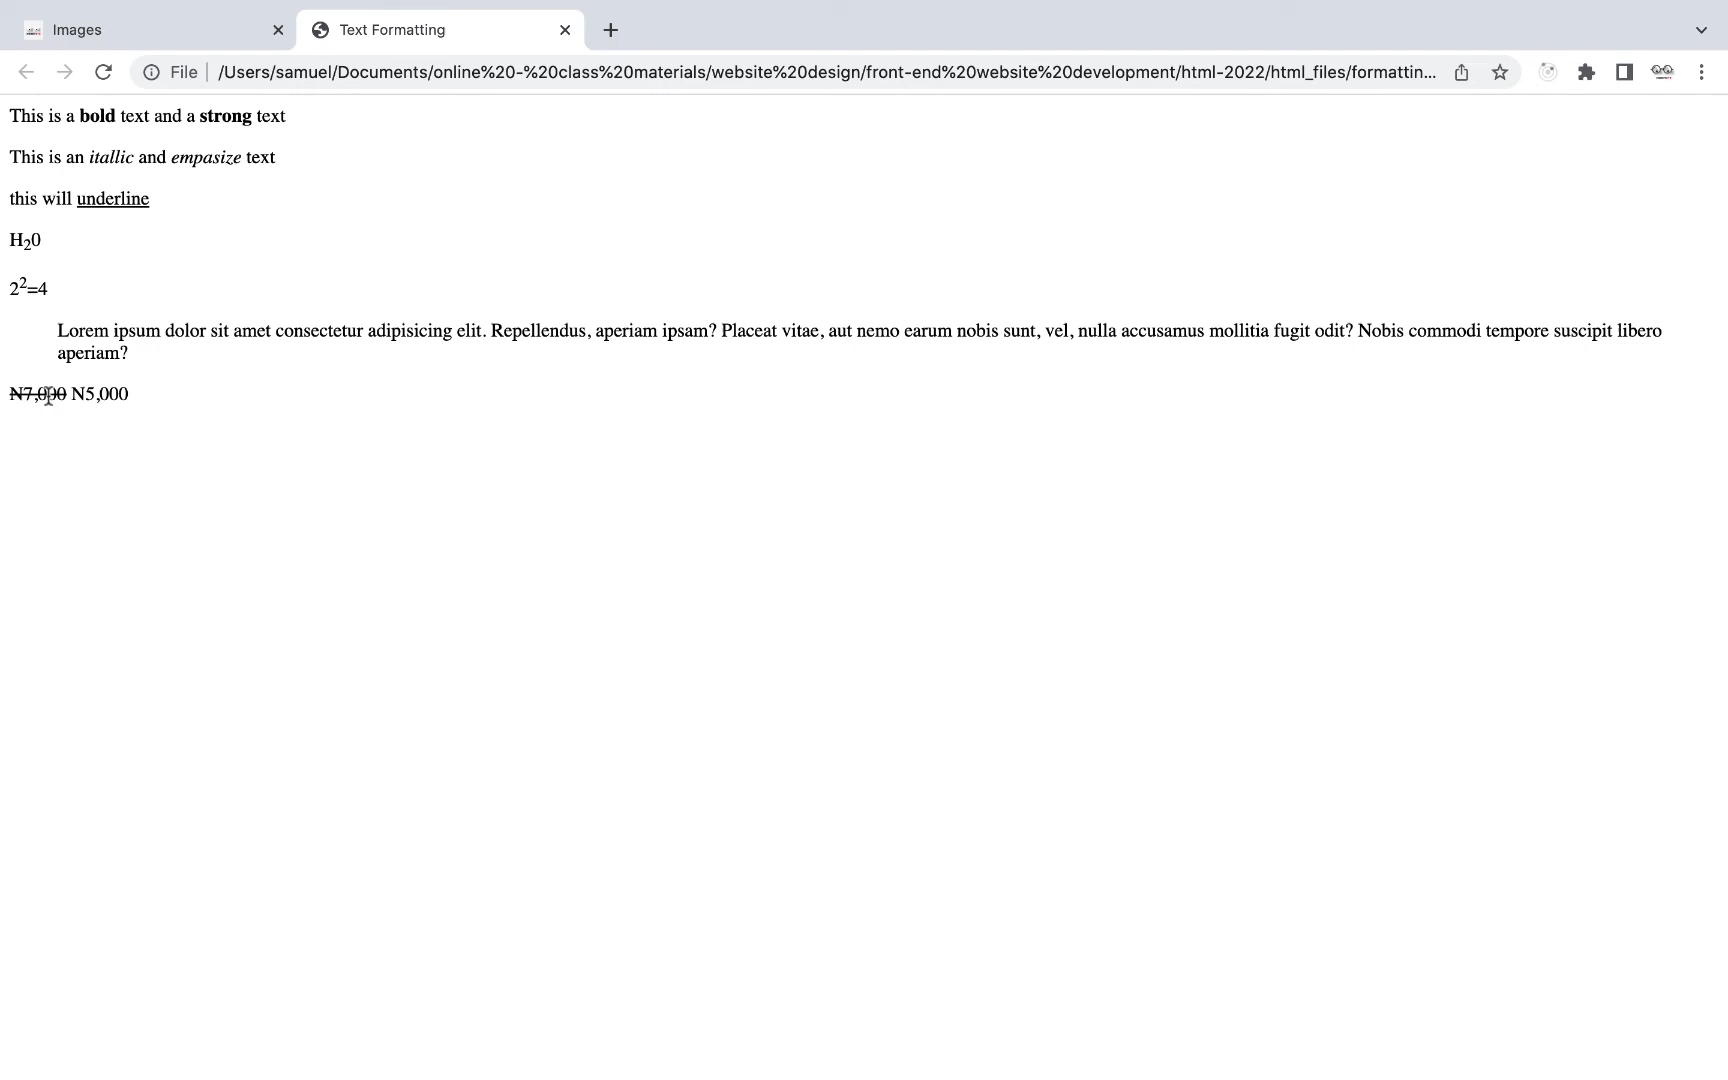 Images
Text Formatting
File
/Users/samuel/Documents/online%20-%20class%20materials/website%20design/front-end%20website%20development/html-2022/html_files/formattin...
This is a bold text and a strong text
This is an itallic and empasize text
this will underline
H₂0
2²=4
Lorem ipsum dolor sit amet consectetur adipisicing elit. Repellendus, aperiam ipsam? Placeat vitae, aut nemo earum nobis sunt, vel, nulla accusamus mollitia fugit odit? Nobis commodi tempore suscipit libero
aperiam?
N7,000 N5,000